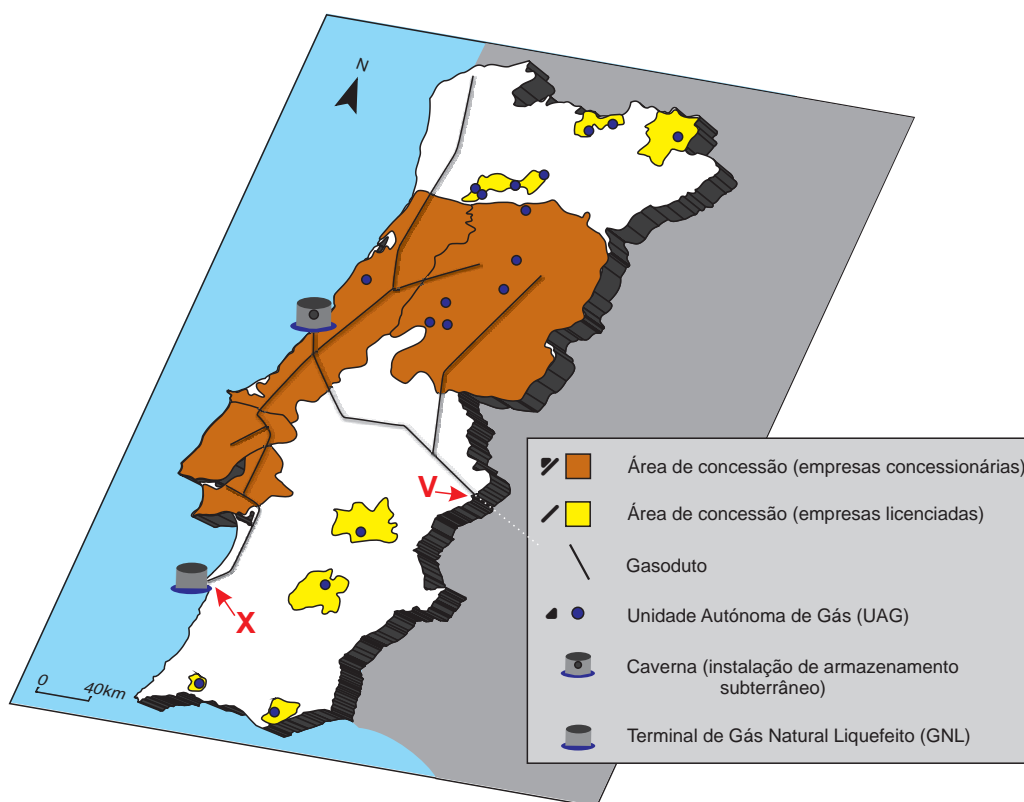 N
V
X
0 40km
Área de concessão (empresas concessionárias)
Área de concessão (empresas licenciadas)
Gasoduto
Unidade Autónoma de Gás (UAG)
Caverna (instalação de armazenamento
subterrâneo)
Terminal de Gás Natural Liquefeito (GNL)